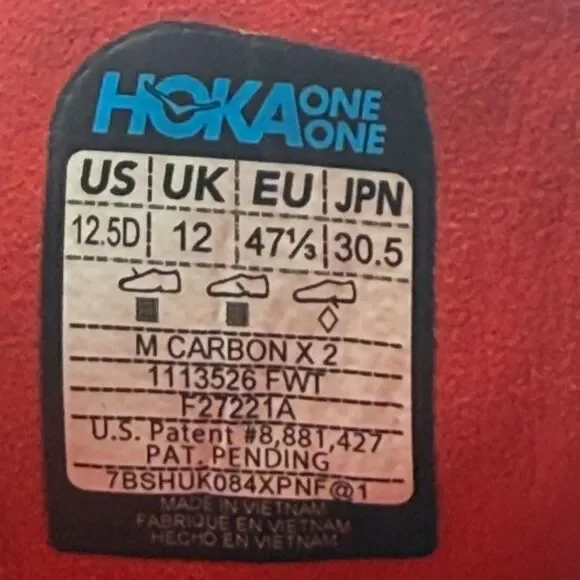 HOKA ONE ONE
US UK EU JPN
12.5D 12 47⅓ 30.5
M CARBON X 2
1113526 FWT
F27221A
U.S. Patent #8,881,427
PAT. PENDING
7BSHUK084XPNF@1
MADE IN VIETNAM
FABRIQUE EN VIETNAM
HECHO EN VIETNAM